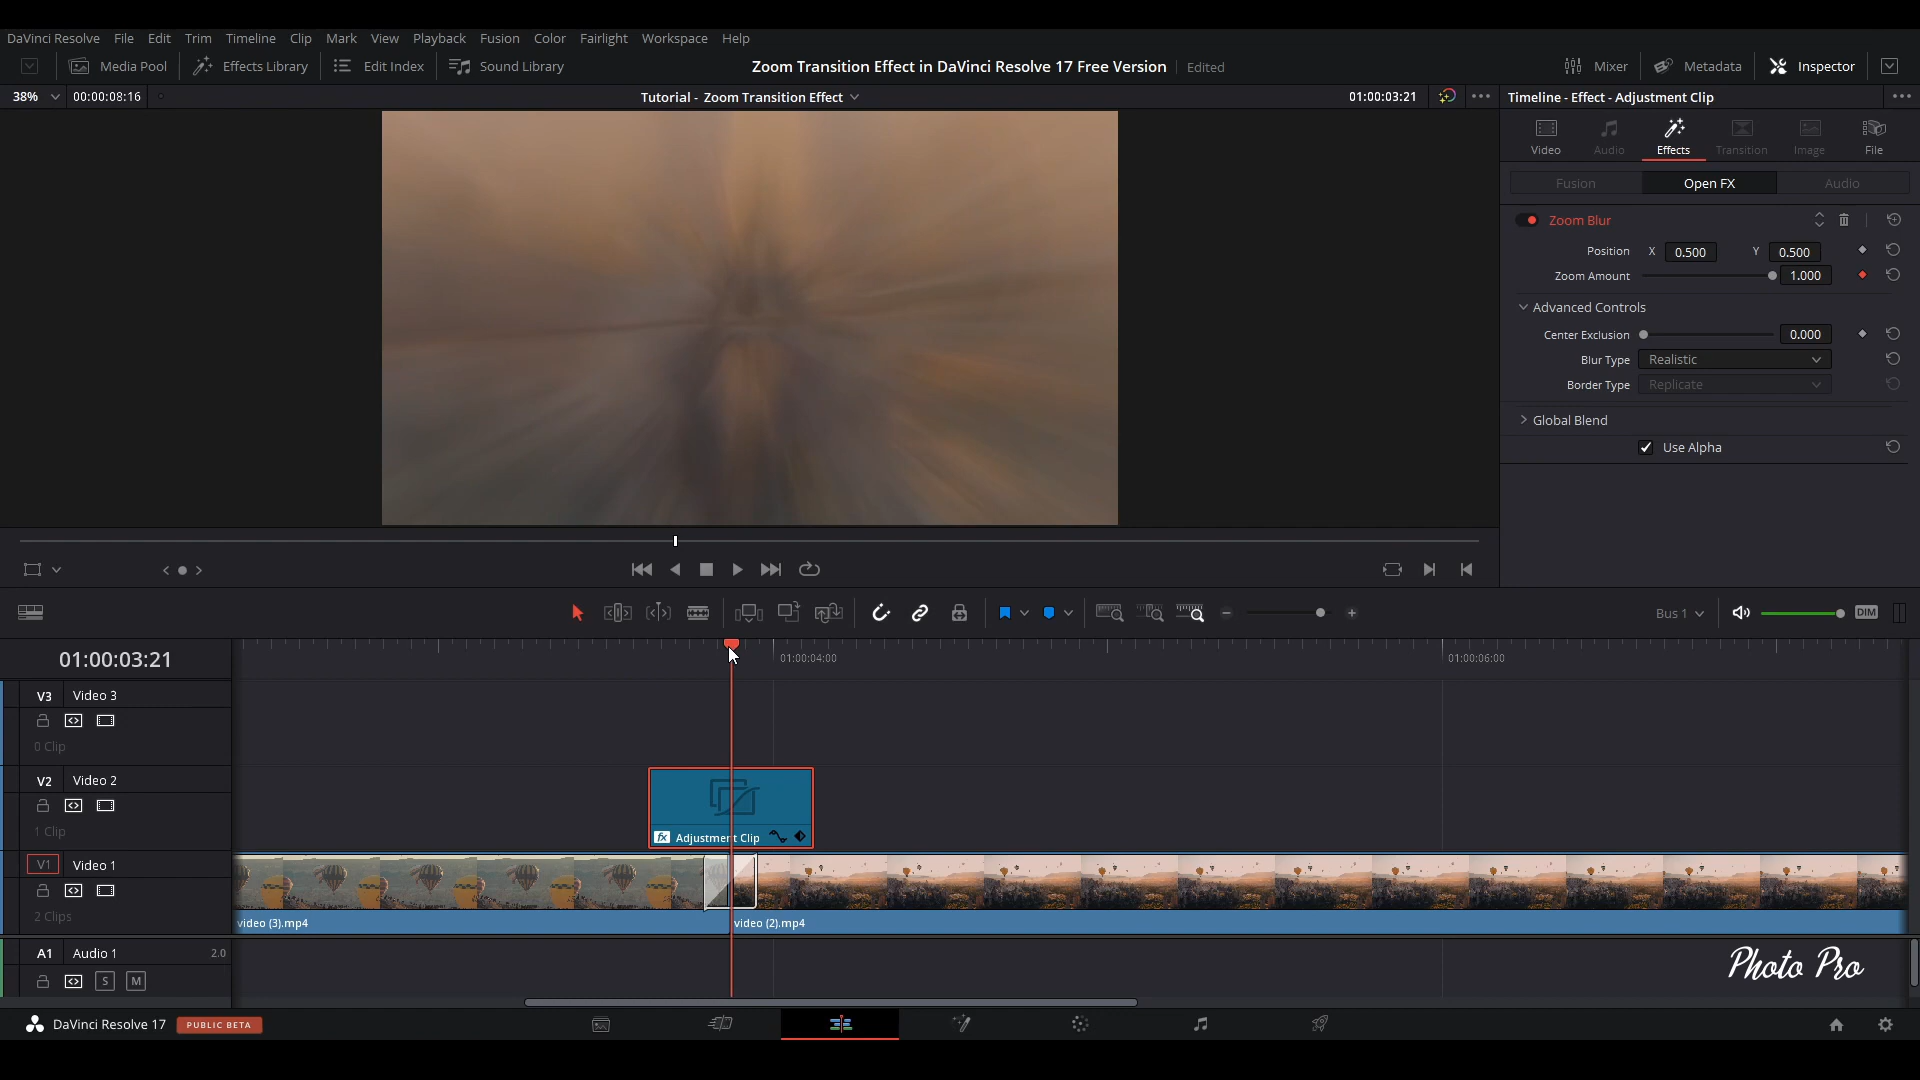 DaVinci Resolve File Edit Trim Timeline Clip Mark View Playback Fusion Color Fairlight Workspace Help
Media Pool Effects Library Edit Index Sound Library Zoom Transition Effect in DaVinci Resolve 17 Free Version Edited Mixer Metadata Inspector
38% 00:00:08:16 Tutorial - Zoom Transition Effect 01:00:03:21 Timeline - Effect - Adjustment Clip
Video Audio Effects Transition Image File
Fusion Open FX Audio
Zoom Blur
Position X 0.500 Y 0.500
Zoom Amount 1.000
Advanced Controls
Center Exclusion 0.000
Blur Type Realistic
Border Type Replicate
Global Blend
Use Alpha
Bus 1 DIM
01:00:03:21 01:00:04:00 01:00:06:00
V3 Video 3
0 Clip
V2 Video 2
1 Clip
fx Adjustment Clip
V1 Video 1
2 Clips
video (3).mp4 video (2).mp4
A1 Audio 1 2.0
S M
Photo Pro
DaVinci Resolve 17 PUBLIC BETA